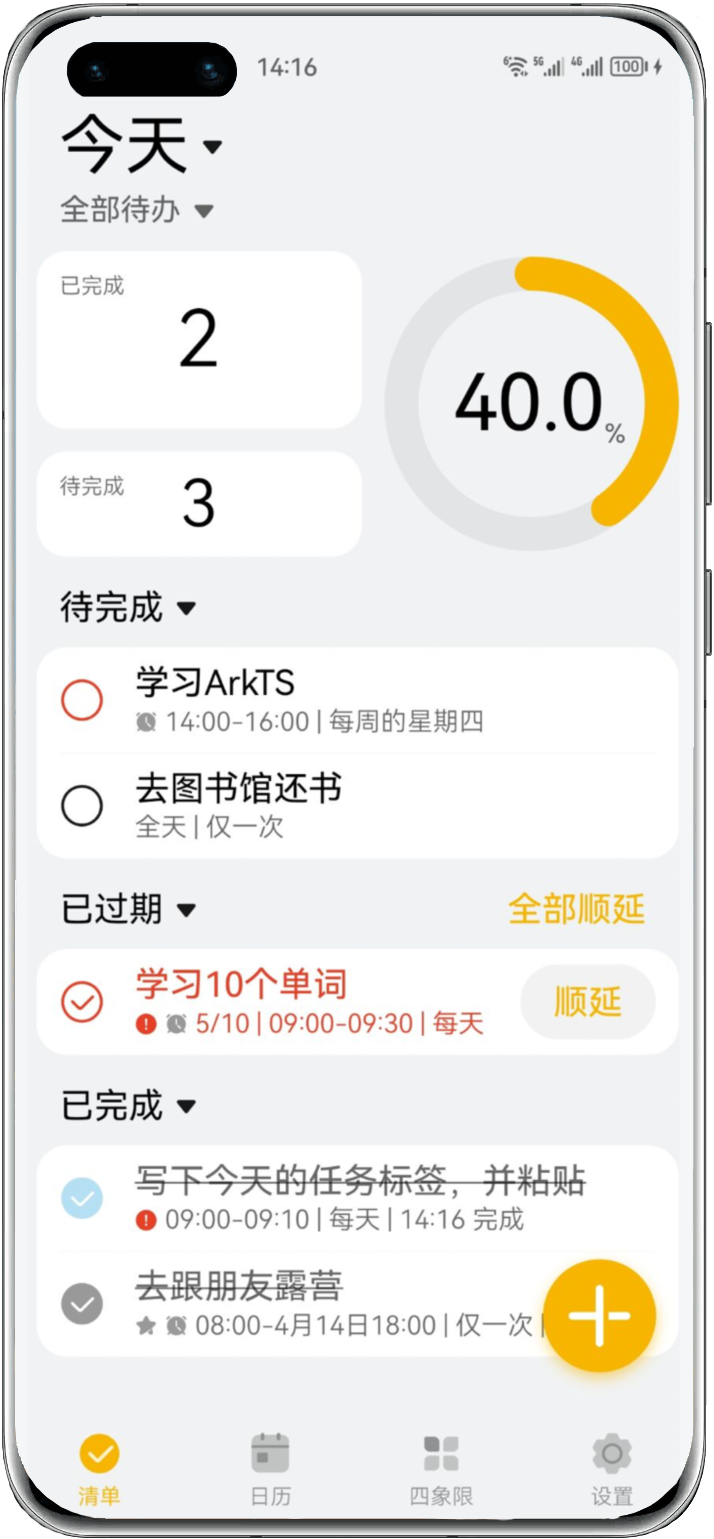 14:16
6 5G 4G 100
今天
全部待办
已完成
2
待完成
3
40.0%
待完成
学习ArkTS
14:00-16:00 | 每周的星期四
去图书馆还书
全天 | 仅一次
已过期
全部顺延
学习10个单词
5/10 | 09:00-09:30 | 每天
顺延
已完成
写下今天的任务标签，并粘贴
09:00-09:10 | 每天 | 14:16 完成
去跟朋友露营
08:00-4月14日18:00 | 仅一次 |
清单
日历
四象限
设置